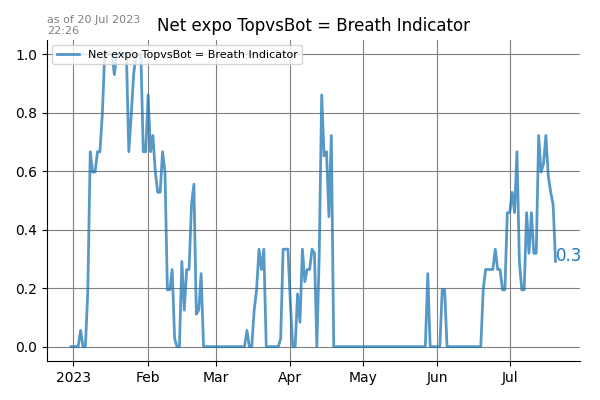 as of 20 Jul 2023
22:26
Net expo TopvsBot = Breath Indicator
Net expo TopvsBot = Breath Indicator
1.0
0.8
0.6
0.4
0.2
0.0
0.3
2023 Feb Mar Apr May Jun Jul